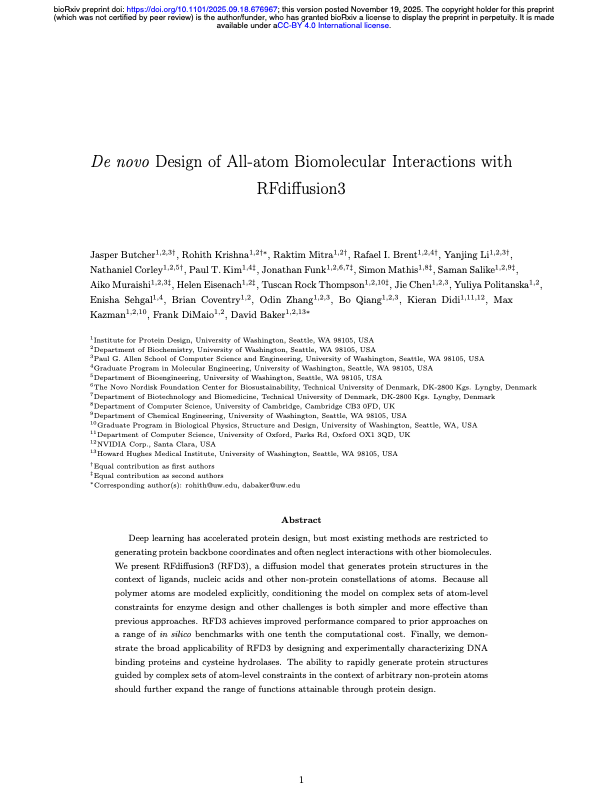 bioRxiv preprint doi: https://doi.org/10.1101/2025.09.18.676967; this version posted November 19, 2025. The copyright holder for this preprint
(which was not certified by peer review) is the author/funder, who has granted bioRxiv a license to display the preprint in perpetuity. It is made
available under aCC-BY 4.0 International license.
De novo Design of All-atom Biomolecular Interactions with
RFdiffusion3
Jasper Butcher1,2,3†, Rohith Krishna1,2†*, Raktim Mitra1,2†, Rafael I. Brent1,2,4†, Yanjing Li1,2,3†,
Nathaniel Corley1,2,5†, Paul T. Kim1,4‡, Jonathan Funk1,2,6,7‡, Simon Mathis1,8‡, Saman Salike1,2,9‡,
Aiko Muraishi1,2,3‡, Helen Eisenach1,2‡, Tuscan Rock Thompson1,2,10‡, Jie Chen1,2,3, Yuliya Politanska1,2,
Enisha Sehgal1,4, Brian Coventry1,2, Odin Zhang1,2,3, Bo Qiang1,2,3, Kieran Didi1,11,12, Max
Kazman1,2,10, Frank DiMaio1,2, David Baker1,2,13*
1Institute for Protein Design, University of Washington, Seattle, WA 98105, USA
2Department of Biochemistry, University of Washington, Seattle, WA 98105, USA
3Paul G. Allen School of Computer Science and Engineering, University of Washington, Seattle, WA 98105, USA
4Graduate Program in Molecular Engineering, University of Washington, Seattle, WA 98105, USA
5Department of Bioengineering, University of Washington, Seattle, WA 98105, USA
6The Novo Nordisk Foundation Center for Biosustainability, Technical University of Denmark, DK-2800 Kgs. Lyngby, Denmark
7Department of Biotechnology and Biomedicine, Technical University of Denmark, DK-2800 Kgs. Lyngby, Denmark
8Department of Computer Science, University of Cambridge, Cambridge CB3 0FD, UK
9Department of Chemical Engineering, University of Washington, Seattle, WA 98105, USA
10Graduate Program in Biological Physics, Structure and Design, University of Washington, Seattle, WA, USA
11Department of Computer Science, University of Oxford, Parks Rd, Oxford OX1 3QD, UK
12NVIDIA Corp., Santa Clara, USA
13Howard Hughes Medical Institute, University of Washington, Seattle, WA 98105, USA
†Equal contribution as first authors
‡Equal contribution as second authors
*Corresponding author(s): rohith@uw.edu, dabaker@uw.edu
Abstract
Deep learning has accelerated protein design, but most existing methods are restricted to
generating protein backbone coordinates and often neglect interactions with other biomolecules.
We present RFdiffusion3 (RFD3), a diffusion model that generates protein structures in the
context of ligands, nucleic acids and other non-protein constellations of atoms. Because all
polymer atoms are modeled explicitly, conditioning the model on complex sets of atom-level
constraints for enzyme design and other challenges is both simpler and more effective than
previous approaches. RFD3 achieves improved performance compared to prior approaches on
a range of in silico benchmarks with one tenth the computational cost. Finally, we demon-
strate the broad applicability of RFD3 by designing and experimentally characterizing DNA
binding proteins and cysteine hydrolases. The ability to rapidly generate protein structures
guided by complex sets of atom-level constraints in the context of arbitrary non-protein atoms
should further expand the range of functions attainable through protein design.
1